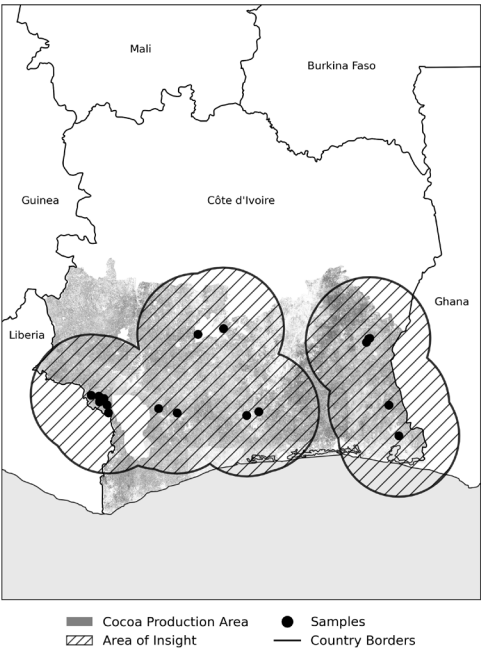 Mali
Burkina Faso
Guinea
Côte d'Ivoire
Ghana
Liberia
Cocoa Production Area
Samples
Area of Insight
Country Borders